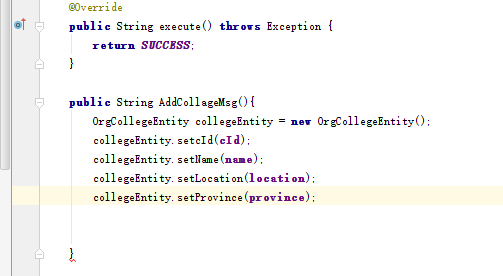 @Override
public String execute() throws Exception {
return SUCCESS;
}
public String AddCollageMsg(){
OrgCollegeEntity collegeEntity = new OrgCollegeEntity();
collegeEntity.setcId(cId);
collegeEntity.setName(name);
collegeEntity.setLocation(location);
collegeEntity.setProvince(province);
}